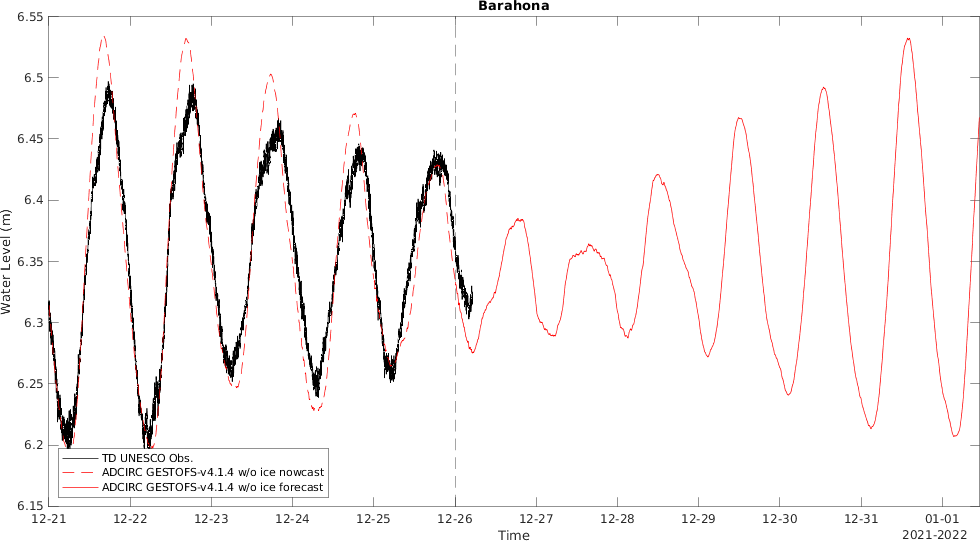 Barahona
6.55
6.5
6.45
6.4
6.35
6.3
6.25
6.2
6.15
Water Level (m)
TD UNESCO Obs.
ADCIRC GESTOFS-v4.1.4 w/o ice nowcast
ADCIRC GESTOFS-v4.1.4 w/o ice forecast
12-21 12-22 12-23 12-24 12-25 12-26 12-27 12-28 12-29 12-30 12-31 01-01
Time
2021-2022